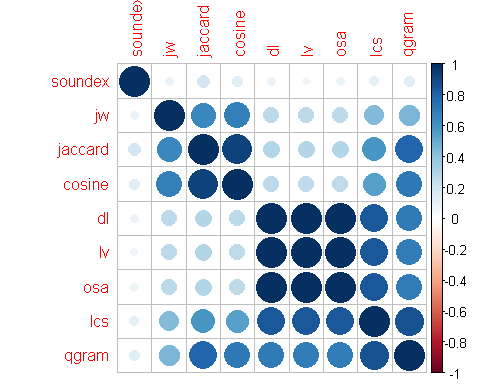 soundex
jw
jaccard
cosine
dl
lv
osa
lcs
qgram
soundex
jw
jaccard
cosine
dl
lv
osa
lcs
qgram
1
0.8
0.6
0.4
0.2
0
-0.2
-0.4
-0.6
-0.8
-1